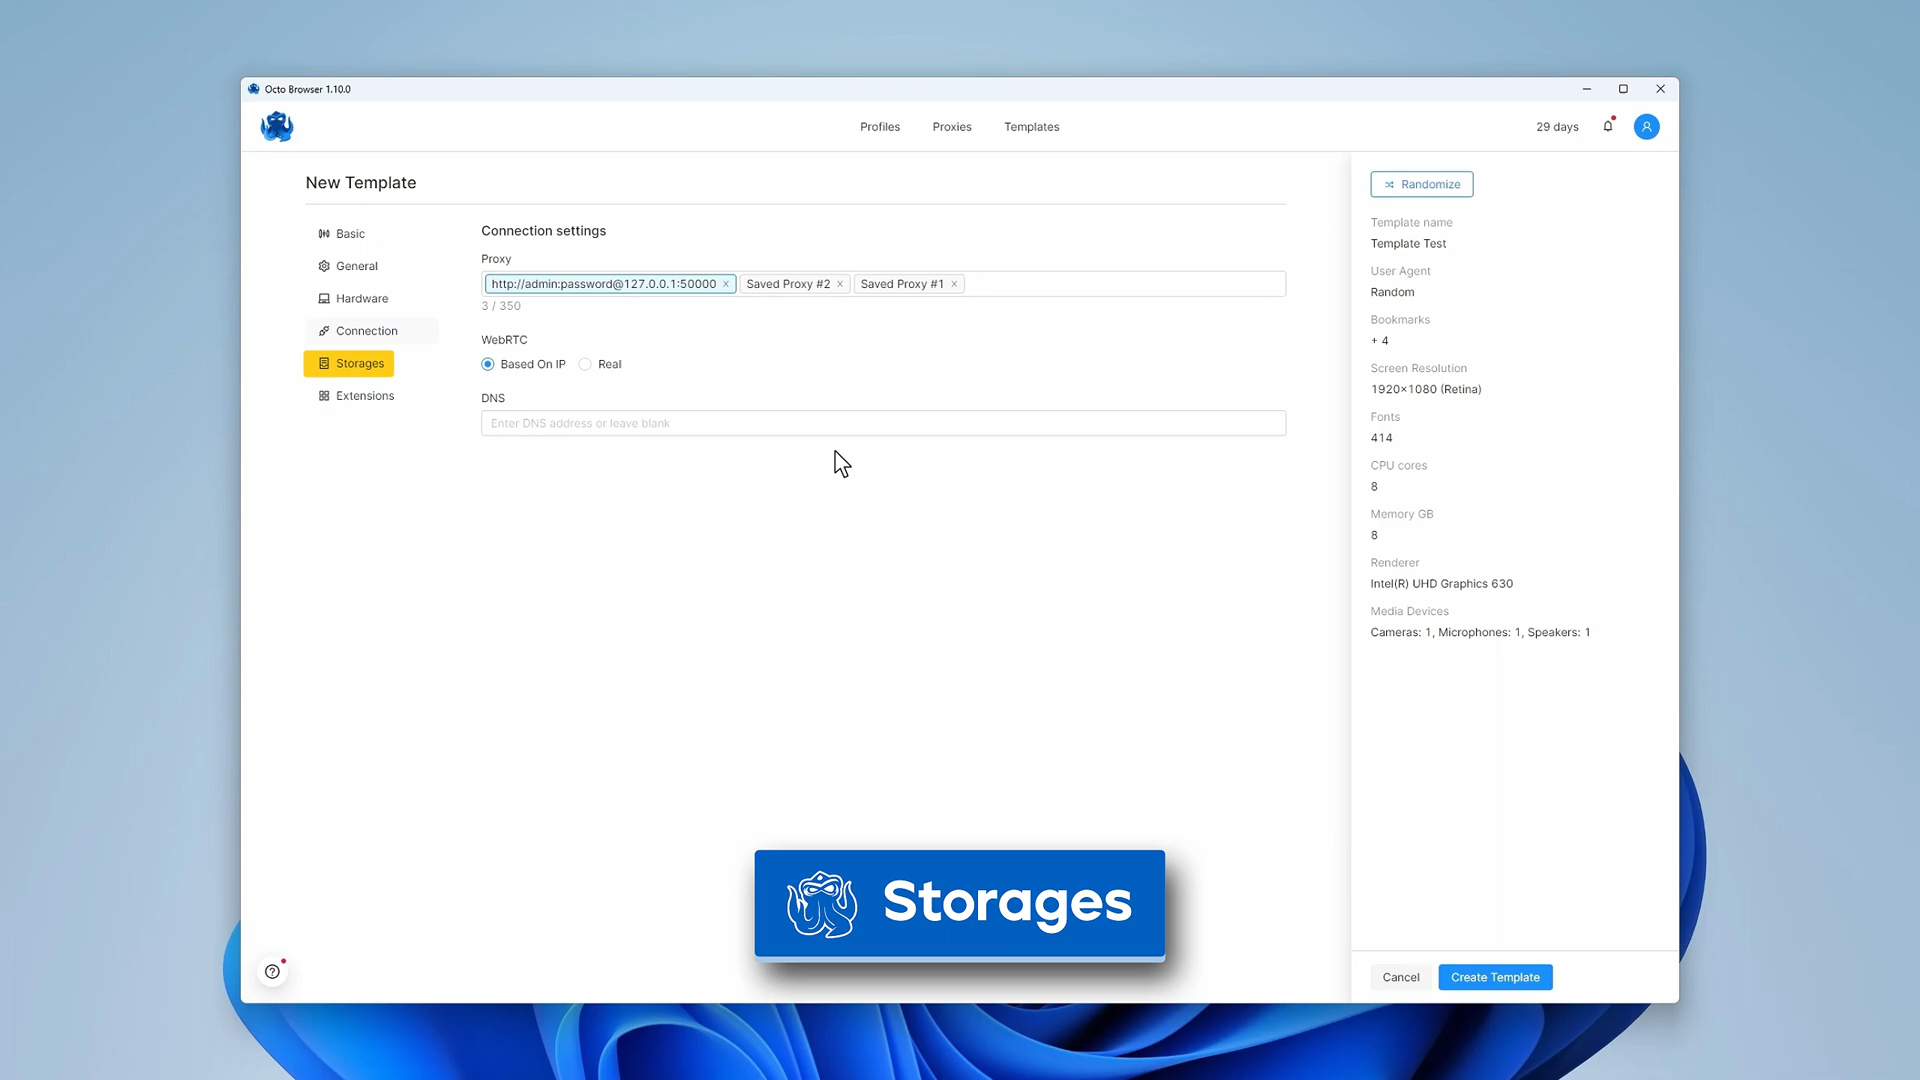 Octo Browser 1.10.0
Profiles Proxies Templates
29 days
New Template
Basic
General
Hardware
Connection
Storages
Extensions
Connection settings
Proxy
http://admin:password@127.0.0.1:50000 × Saved Proxy #2 × Saved Proxy #1 ×
3 / 350
WebRTC
Based On IP Real
DNS
Enter DNS address or leave blank
Randomize
Template name
Template Test
User Agent
Random
Bookmarks
+ 4
Screen Resolution
1920×1080 (Retina)
Fonts
414
CPU cores
8
Memory GB
8
Renderer
Intel(R) UHD Graphics 630
Media Devices
Cameras: 1, Microphones: 1, Speakers: 1
Storages
Cancel Create Template